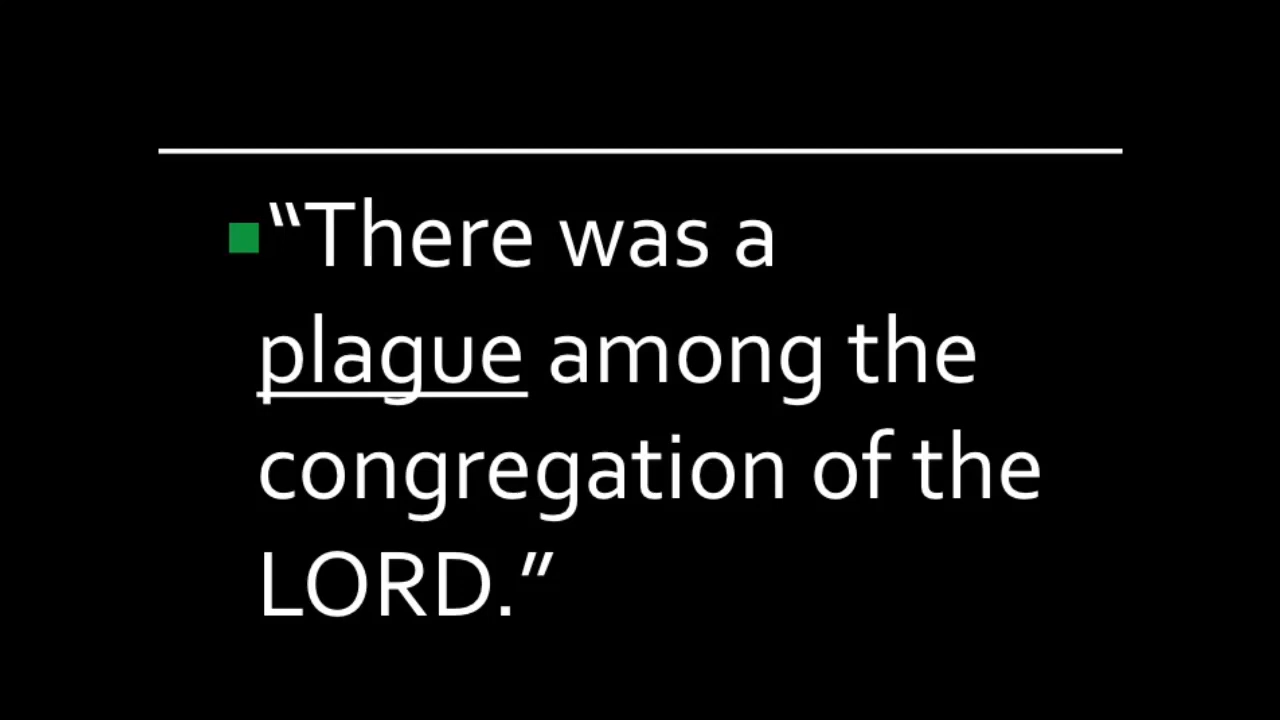 “There was a
plague among the
congregation of the
LORD.”